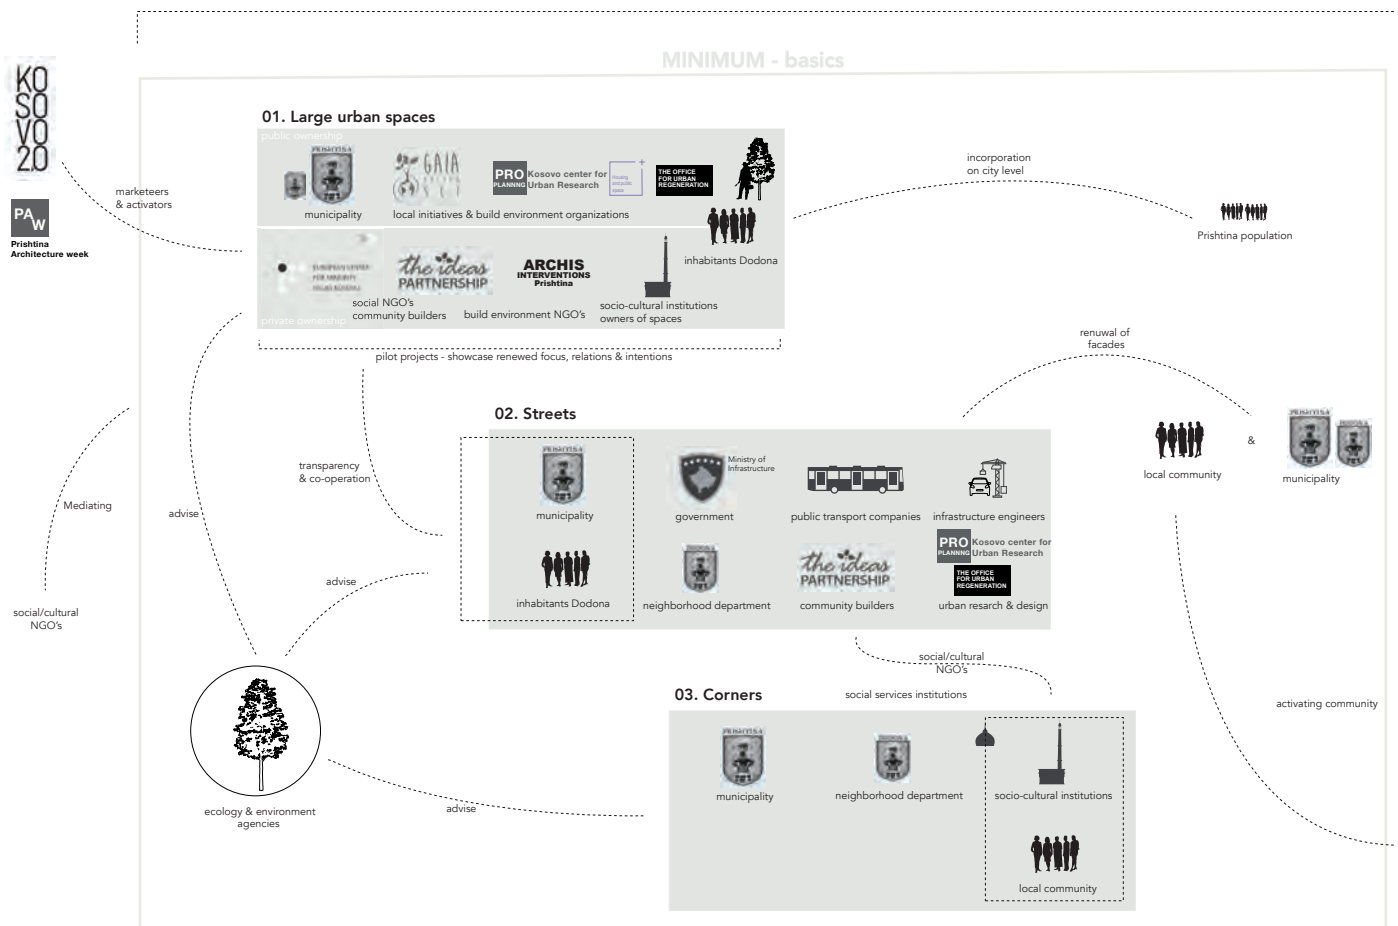 MINIMUM - basics
KO
SO
VO
2.0
PA
W
Prishtina
Architecture week
marketeers
& activators
01. Large urban spaces
public ownership
PRISHTINA
municipality
GAIA
PRO
PLANNNG
Kosovo center for
Urban Research
Housing
and public
space
+
THE OFFICE
FOR URBAN
REGENERATION
local initiatives & build environment organizations
inhabitants Dodona
the ideas
PARTNERSHIP
ARCHIS
INTERVENTIONS
Prishtina
social NGO's
community builders
build environment NGO's
socio-cultural institutions
owners of spaces
private ownership
pilot projects - showcase renewed focus, relations & intentions
incorporation
on city level
Prishtina population
renuwal of
facades
local community
&
municipality
transparency
& co-operation
Mediating
advise
advise
social/cultural
NGO's
02. Streets
municipality
Ministry of
Infrastructure
government
public transport companies
infrastructure engineers
inhabitants Dodona
neighborhood department
the ideas
PARTNERSHIP
community builders
PRO
PLANNNG
Kosovo center for
Urban Research
THE OFFICE
FOR URBAN
REGENERATION
urban resarch & design
social/cultural
NGO's
social services institutions
03. Corners
municipality
neighborhood department
socio-cultural institutions
local community
ecology & environment
agencies
advise
activating community